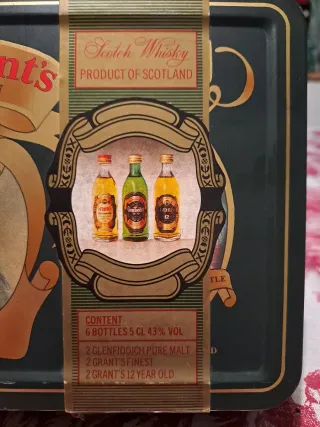 nt's
Scotch Whisky
PRODUCT OF SCOTLAND
TLE
CONTENT
6 BOTTLES 5 CL 43% VOL
2 GLENFIDDICH PURE MALT
2 GRANT'S FINEST
2 GRANT'S 12 YEAR OLD
D